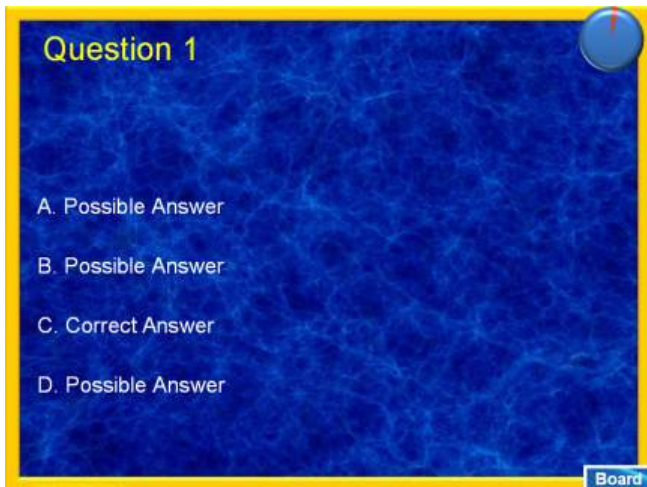 Question 1
A. Possible Answer
B. Possible Answer
C. Correct Answer
D. Possible Answer
Board